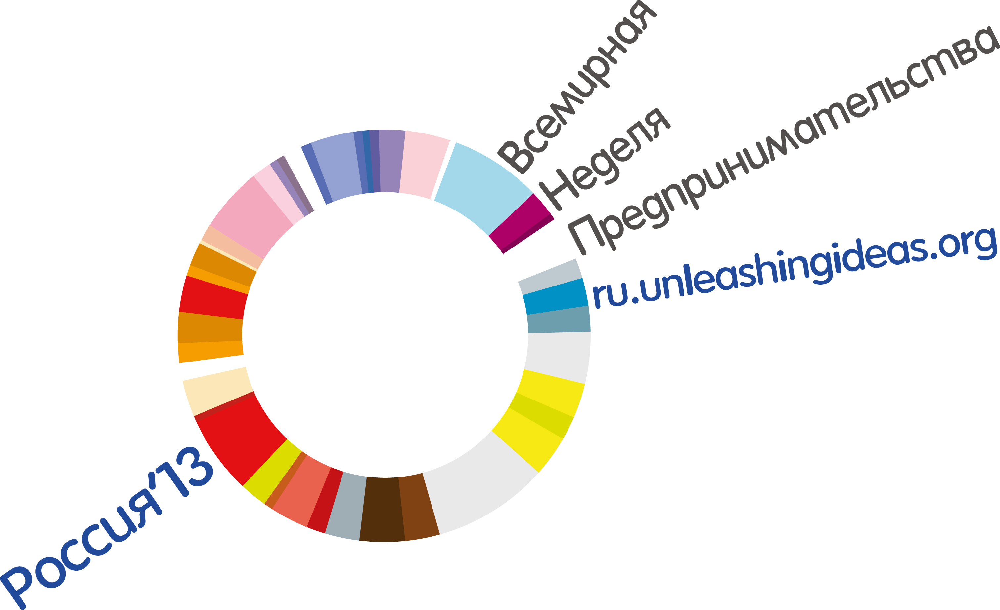 Всемирная
Неделя
Предпринимательства
ru.unleashingideas.org
Россия'13